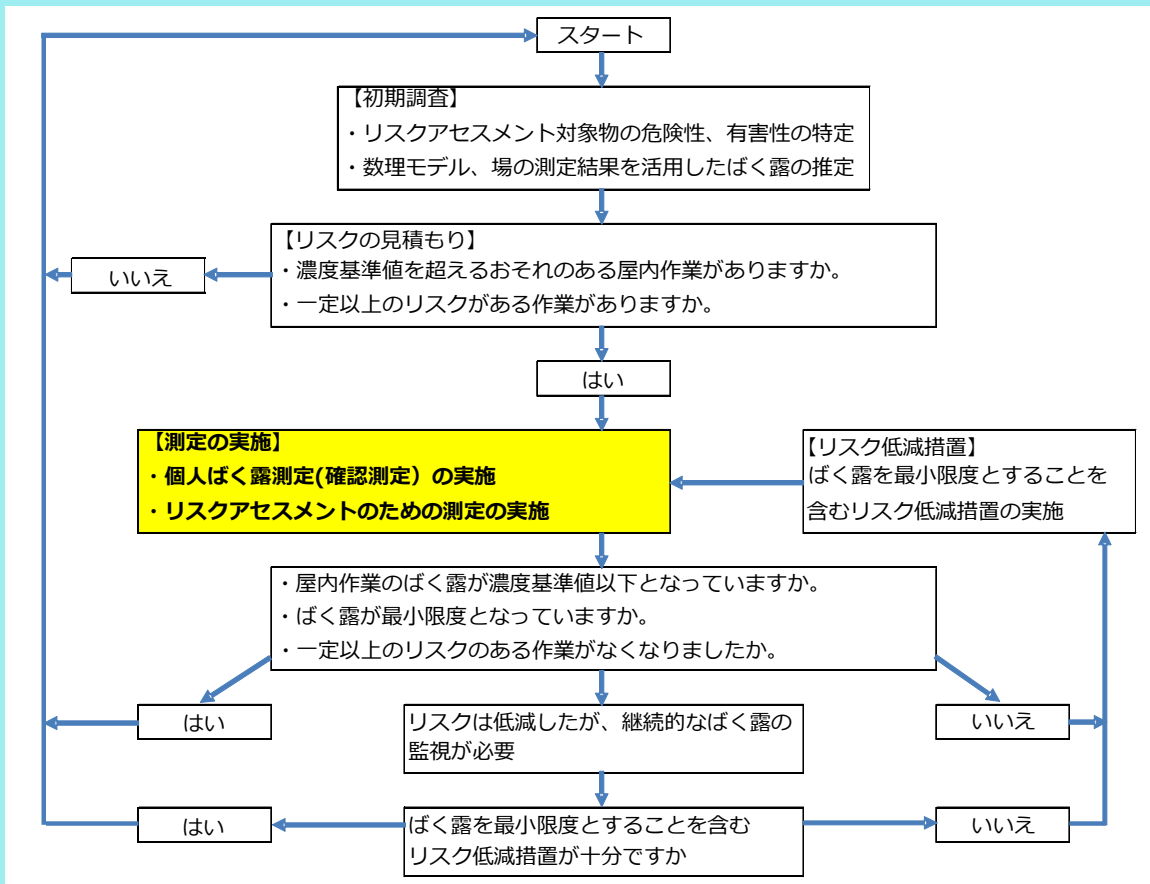 スタート
【初期調査】
・リスクアセスメント対象物の危険性、有害性の特定
・数理モデル、場の測定結果を活用したばく露の推定
【リスクの見積もり】
・濃度基準値を超えるおそれのある屋内作業がありますか。
・一定以上のリスクがある作業がありますか。
いいえ
はい
【測定の実施】
・個人ばく露測定(確認測定）の実施
・リスクアセスメントのための測定の実施
【リスク低減措置】
ばく露を最小限度とすることを
含むリスク低減措置の実施
・屋内作業のばく露が濃度基準値以下となっていますか。
・ばく露が最小限度となっていますか。
・一定以上のリスクのある作業がなくなりましたか。
はい
リスクは低減したが、継続的なばく露の
監視が必要
いいえ
はい
ばく露を最小限度とすることを含む
リスク低減措置が十分ですか
いいえ